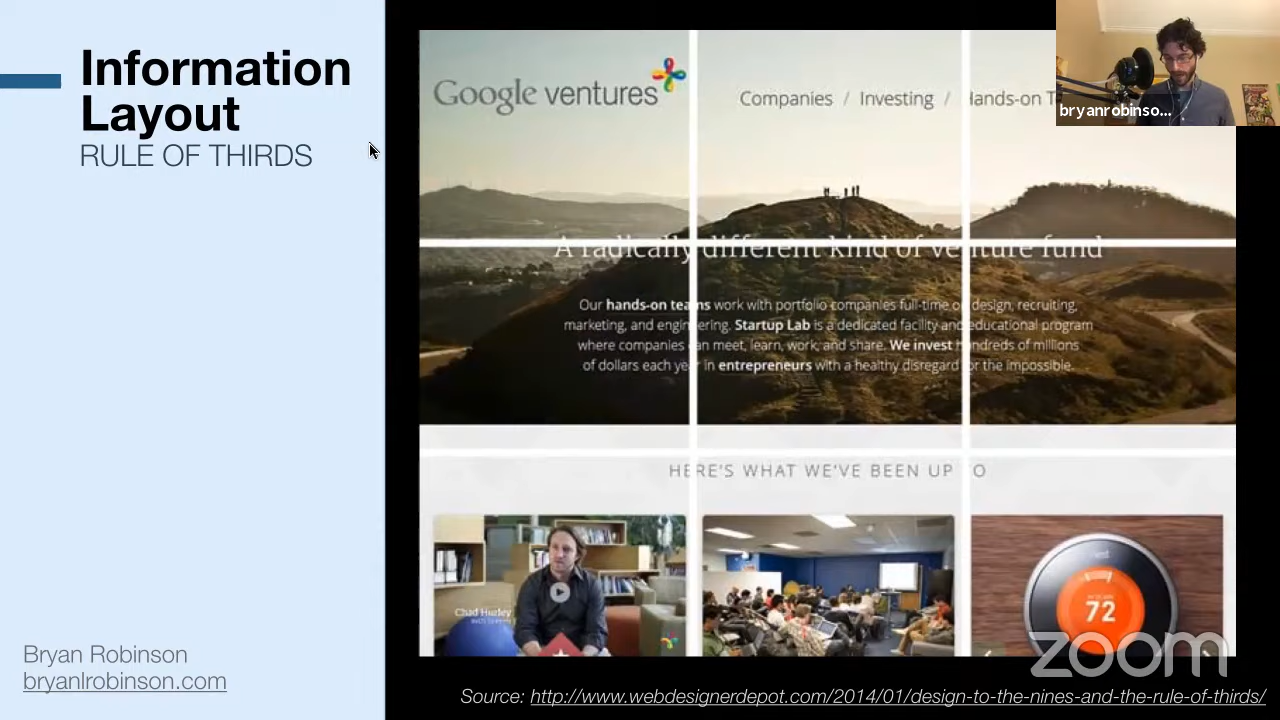 Information
Layout
RULE OF THIRDS
Google ventures
Companies / Investing / Hands-on T
bryanrobinso...
A radically different kind of venture fund
Our hands-on teams work with portfolio companies full-time on design, recruiting,
marketing, and engineering. Startup Lab is a dedicated facility and educational program
where companies can meet, learn, work, and share. We invest hundreds of millions
of dollars each year in entrepreneurs with a healthy disregard for the impossible.
HERE'S WHAT WE'VE BEEN UP TO
Chad Hurley
nest
72
zoom
Bryan Robinson
bryanlrobinson.com
Source: http://www.webdesignerdepot.com/2014/01/design-to-the-nines-and-the-rule-of-thirds/